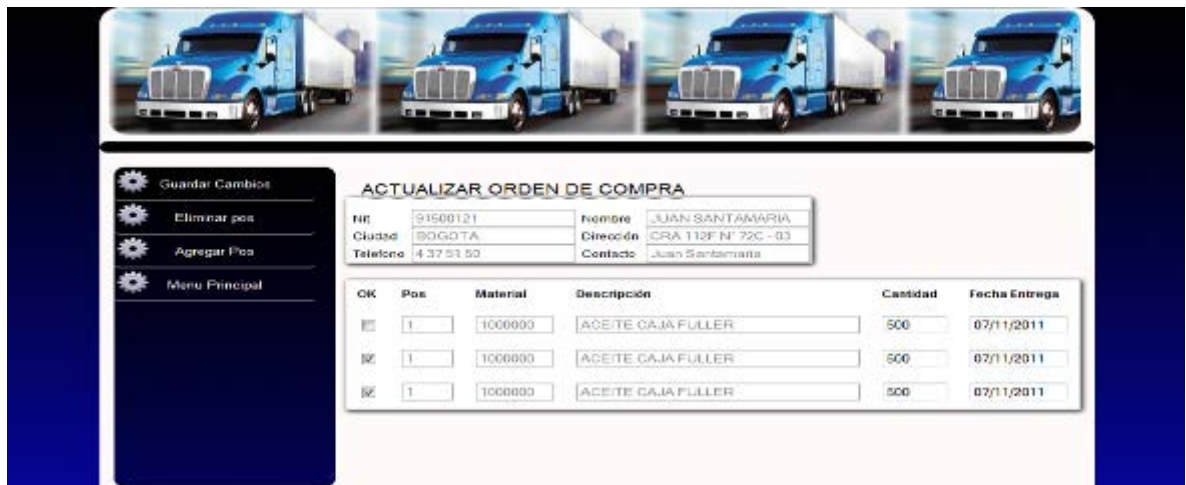 Guardar Cambios
Eliminar pos
Agregar Pos
Menu Principal
ACTUALIZAR ORDEN DE COMPRA
Nit 91500121 Nombre JUAN SANTAMARIA
Ciudad BOGOTA Dirección CRA 112F N° 72C - 03
Telefono 4 37 51 50 Contacto Juan Santamaria
OK Pos Material Descripción Cantidad Fecha Entrega
1 1000000 ACEITE CAJA FULLER 500 07/11/2011
1 1000000 ACEITE CAJA FULLER 500 07/11/2011
1 1000000 ACEITE CAJA FULLER 500 07/11/2011